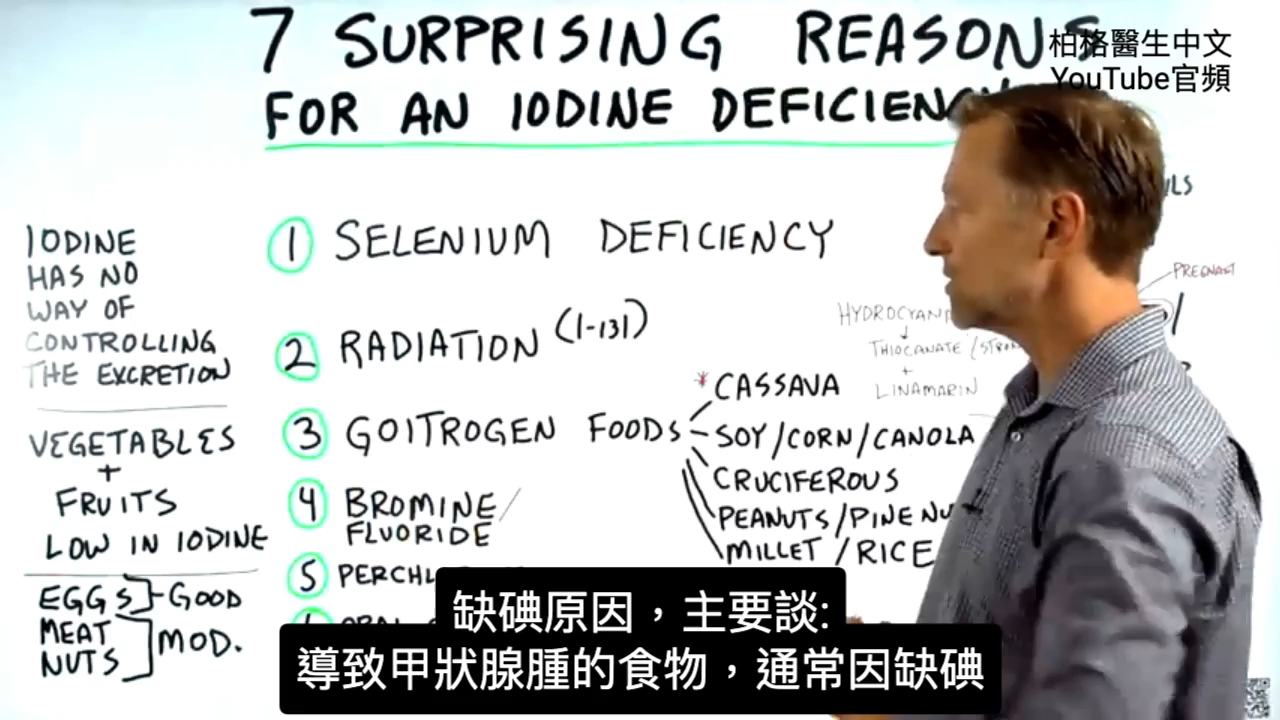 7 SURPRISING REASONS
FOR AN IODINE DEFICIENCY
柏格醫生中文
YouTube官頻
IODINE
HAS NO
WAY OF
CONTROLLING
THE EXCRETION
VEGETABLES
+
FRUITS
LOW IN IODINE
EGGS - GOOD
MEAT
NUTS
MOD.
1 SELENIUM DEFICIENCY
2 RADIATION (I-131)
3 GOITROGEN FOODS
* CASSAVA
SOY/CORN/CANOLA
CRUCIFEROUS
PEANUTS/PINE NU
MILLET/RICE
4 BROMINE/
FLUORIDE
5 PERCHL
HYDROCYAN
↓
THIOCANATE/
+
LINAMARIN
PREGNANT
缺碘原因，主要談:
導致甲狀腺腫的食物，通常因缺碘